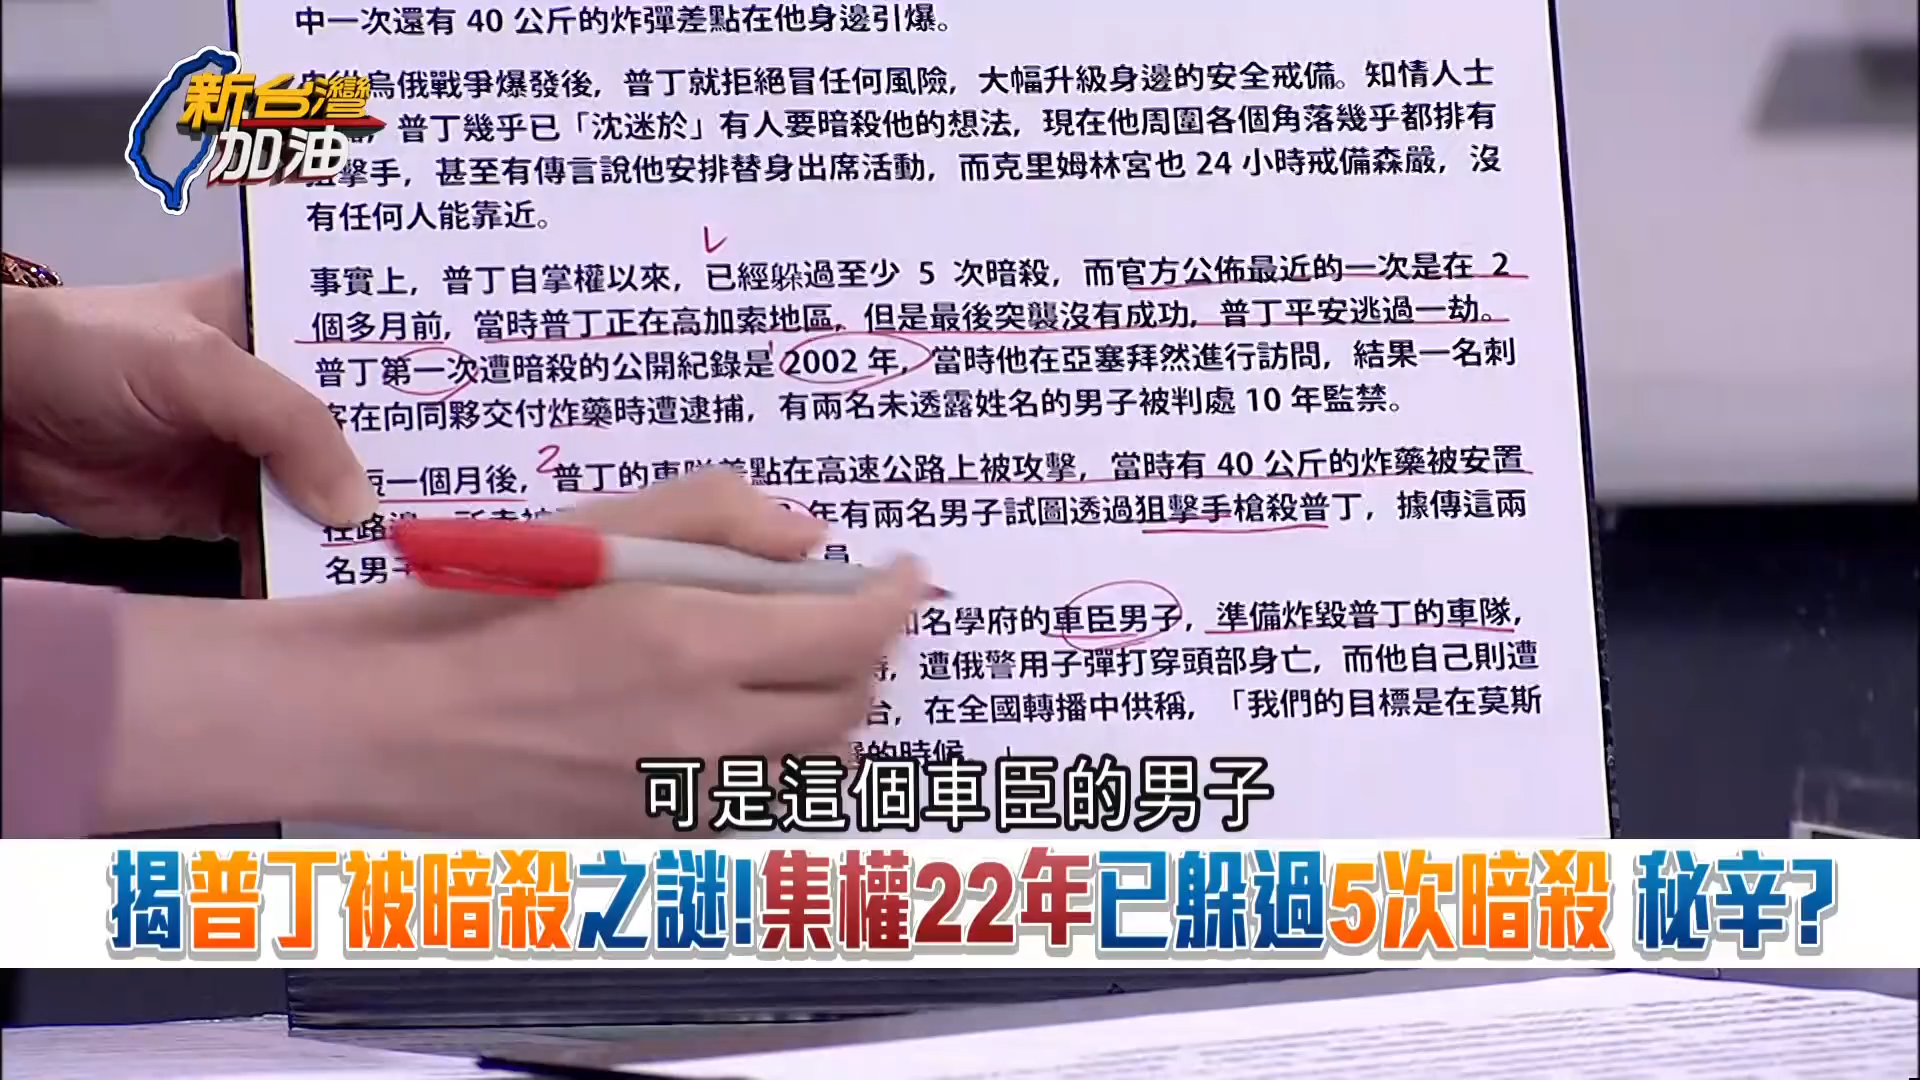 中一次還有 40 公斤的炸彈差點在他身邊引爆。
新台灣
加油
烏俄戰爭爆發後，普丁就拒絕冒任何風險，大幅升級身邊的安全戒備。知情人士
，普丁幾乎已「沈迷於」有人要暗殺他的想法，現在他周圍各個角落幾乎都排有
擊手，甚至有傳言說他安排替身出席活動，而克里姆林宮也 24 小時戒備森嚴，沒
有任何人能靠近。
事實上，普丁自掌權以來，已經躲過至少 5 次暗殺，而官方公佈最近的一次是在 2
個多月前，當時普丁正在高加索地區，但是最後突襲沒有成功，普丁平安逃過一劫。
普丁第一次遭暗殺的公開紀錄是 2002 年，當時他在亞塞拜然進行訪問，結果一名刺
客在向同夥交付炸藥時遭逮捕，有兩名未透露姓名的男子被判處 10 年監禁。
2
短一個月後，普丁的車隊差點在高速公路上被攻擊，當時有 40 公斤的炸藥被安置
在路邊 年有兩名男子試圖透過狙擊手槍殺普丁，據傳這兩
名男子 員
知名學府的車臣男子，準備炸毀普丁的車隊，
時，遭俄警用子彈打穿頭部身亡，而他自己則遭
台，在全國轉播中供稱，「我們的目標是在莫斯
的時候。」
可是這個車臣的男子
揭普丁被暗殺之謎!集權22年已躲過5次暗殺 秘辛?